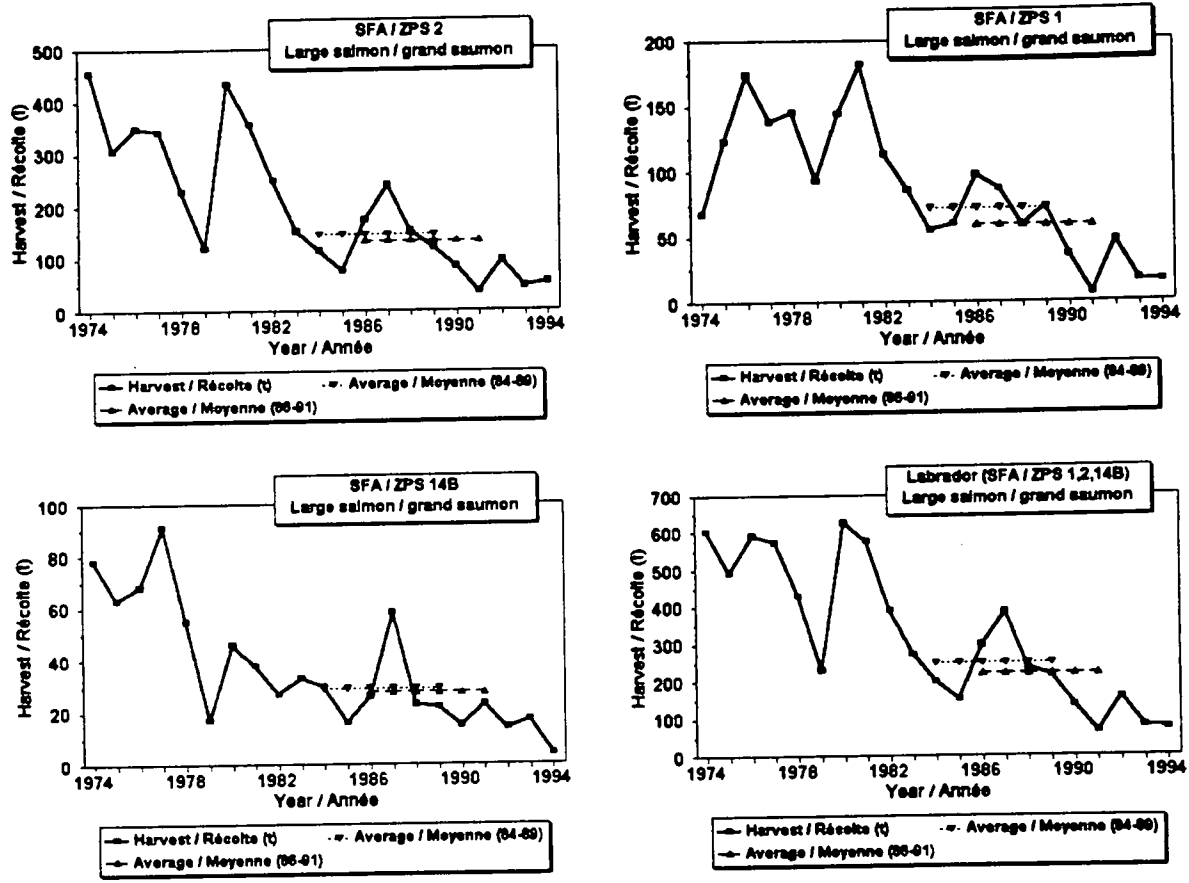 SFA / ZPS 2
Large salmon / grand saumon
500
400
300
200
100
0
Harvest / Récolte (t)
1974 1978 1982 1986 1990 1994
Year / Année
Harvest / Récolte (t) Average / Moyenne (84-89)
Average / Moyenne (86-91)
SFA / ZPS 1
Large salmon / grand saumon
200
150
100
50
0
Harvest / Récolte (t)
1974 1978 1982 1986 1990 1994
Year / Année
Harvest / Récolte (t) Average / Moyenne (84-89)
Average / Moyenne (86-91)
SFA / ZPS 14B
Large salmon / grand saumon
100
80
60
40
20
0
Harvest / Récolte (t)
1974 1978 1982 1986 1990 1994
Year / Année
Harvest / Récolte (t) Average / Moyenne (84-89)
Average / Moyenne (86-91)
Labrador (SFA / ZPS 1,2,14B)
Large salmon / grand saumon
700
600
500
400
300
200
100
0
Harvest / Récolte (t)
1974 1978 1982 1986 1990 1994
Year / Année
Harvest / Récolte (t) Average / Moyenne (84-89)
Average / Moyenne (86-91)